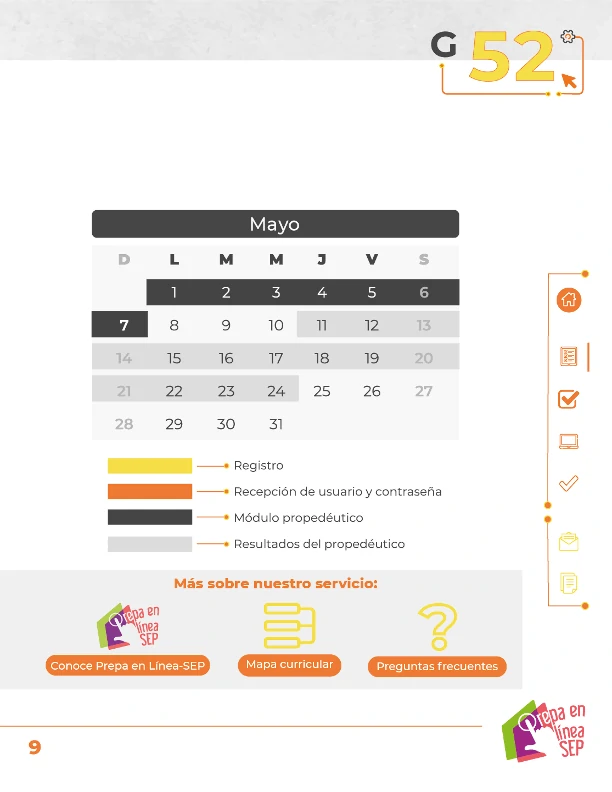 G 52
Mayo
D L M M J V S
1 2 3 4 5 6
7 8 9 10 11 12 13
14 15 16 17 18 19 20
21 22 23 24 25 26 27
28 29 30 31
Registro
Recepción de usuario y contraseña
Módulo propedéutico
Resultados del propedéutico
Más sobre nuestro servicio:
Prepa en
línea
SEP
Conoce Prepa en Línea-SEP
Mapa curricular
Preguntas frecuentes
Prepa en
línea
SEP
9